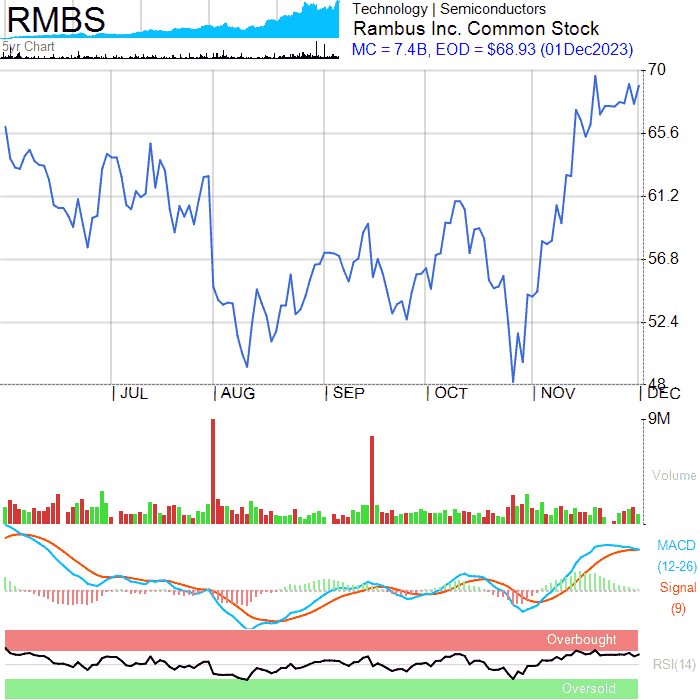 RMBS
5yr Chart
Technology | Semiconductors
Rambus Inc. Common Stock
MC = 7.4B, EOD = $68.93 (01Dec2023)
70
65.6
61.2
56.8
52.4
48
JUL AUG SEP OCT NOV DEC
9M
Volume
MACD
(12-26)
Signal
(9)
Overbought
RSI(14)
Oversold